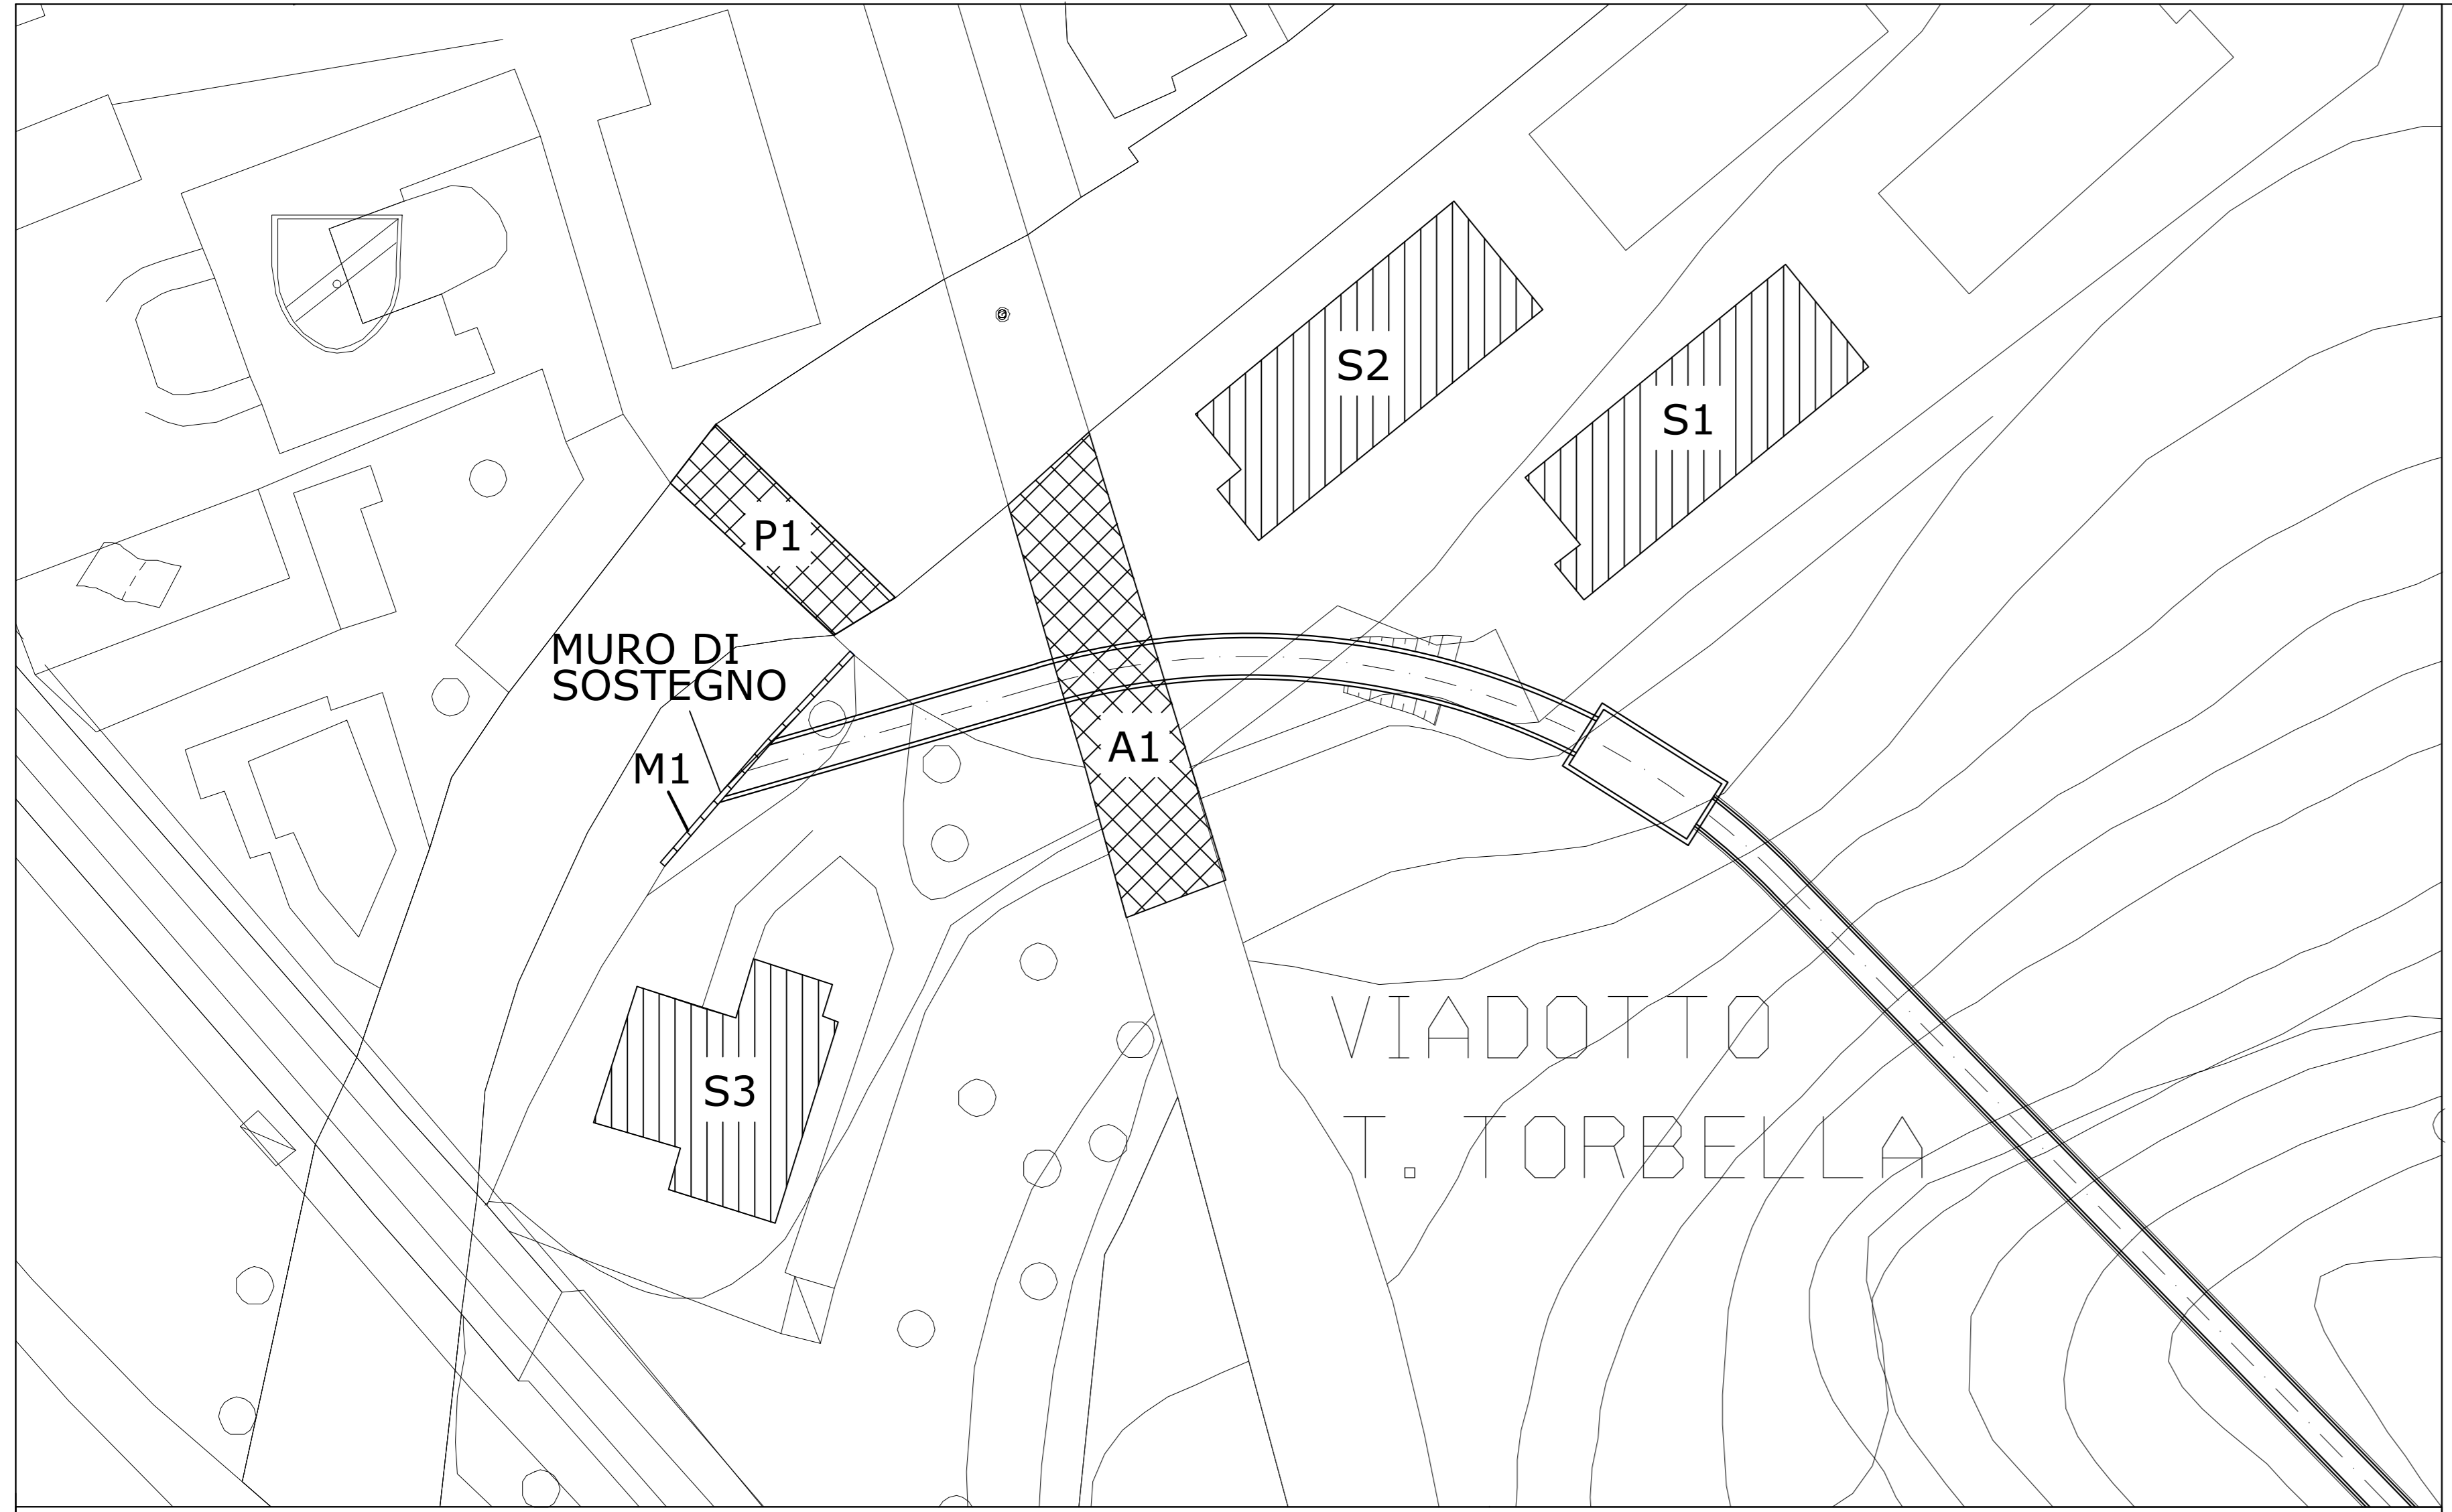 S2
S1
P1
MURO DI
SOSTEGNO
A1
M1
VIADOTTO
T. TORBELLA
S3